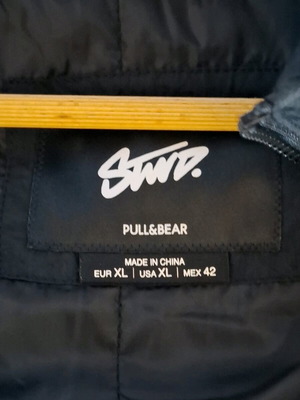 STWD.
PULL&BEAR
MADE IN CHINA
EUR XL | USA XL | MEX 42